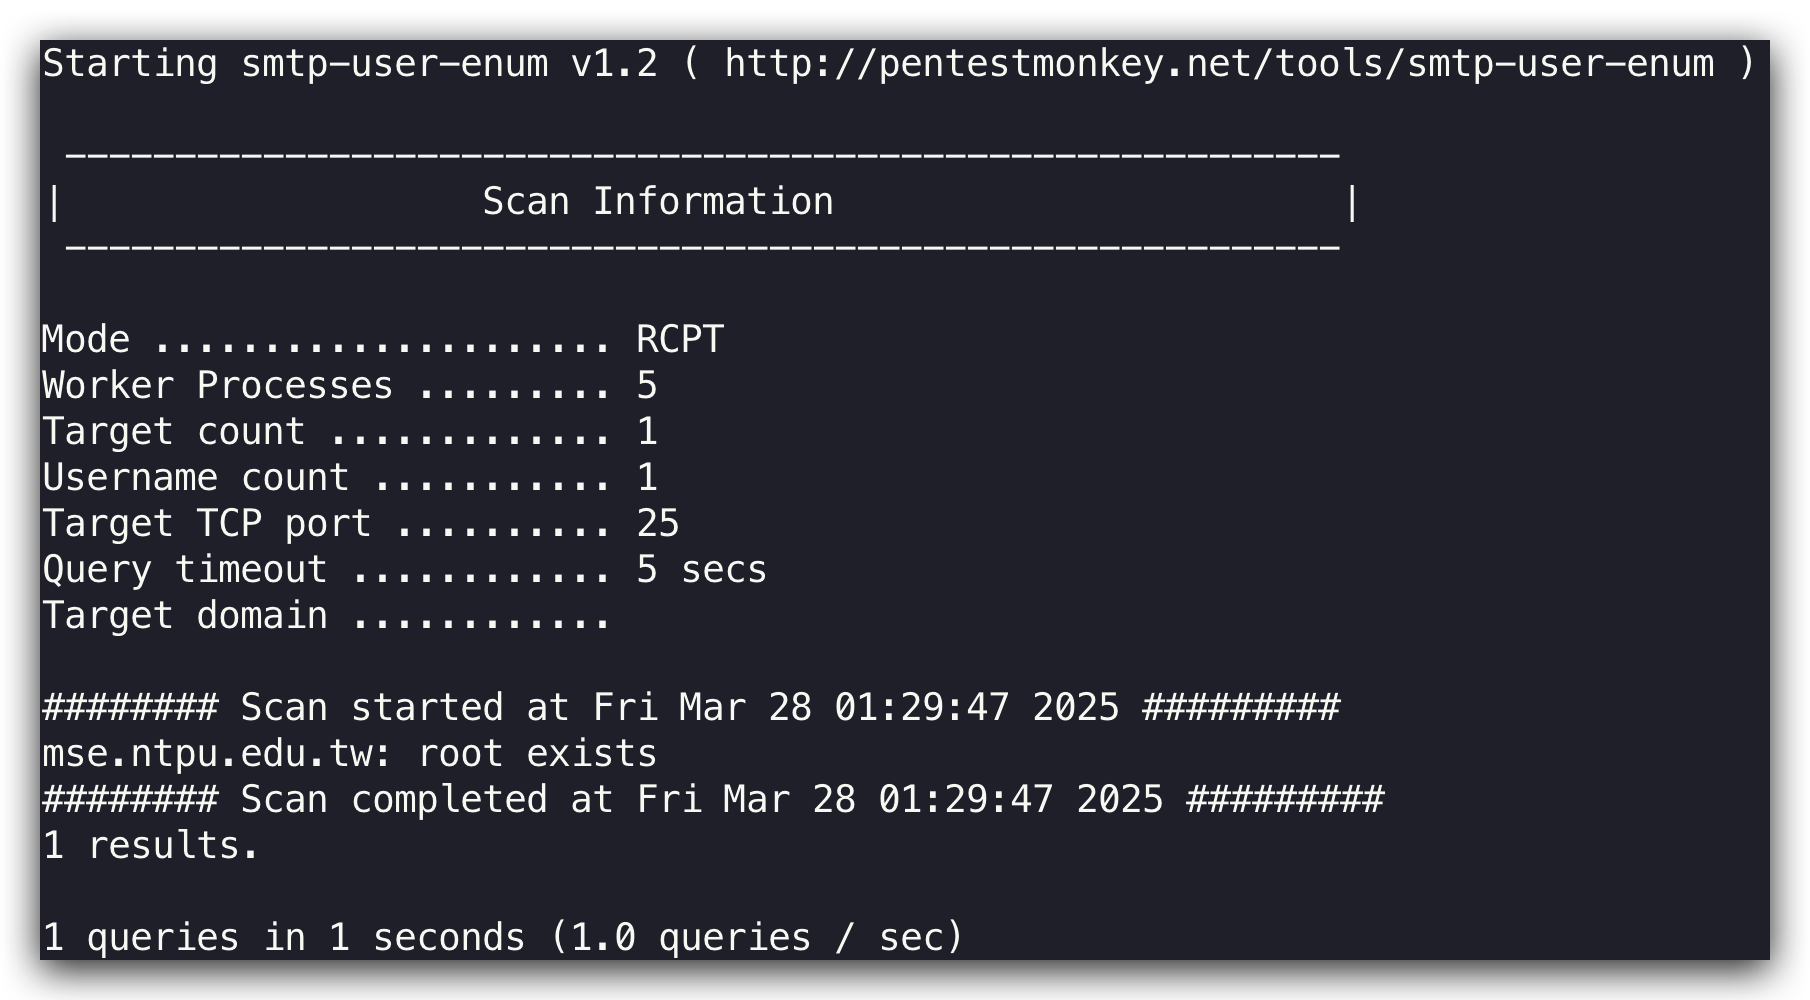 Starting smtp-user-enum v1.2 ( http://pentestmonkey.net/tools/smtp-user-enum )
 ----------------------------------------------------------
|                   Scan Information                       |
 ----------------------------------------------------------
Mode ..................... RCPT
Worker Processes ......... 5
Target count ............. 1
Username count ........... 1
Target TCP port .......... 25
Query timeout ............ 5 secs
Target domain ............
######## Scan started at Fri Mar 28 01:29:47 2025 #########
mse.ntpu.edu.tw: root exists
######## Scan completed at Fri Mar 28 01:29:47 2025 #########
1 results.
1 queries in 1 seconds (1.0 queries / sec)